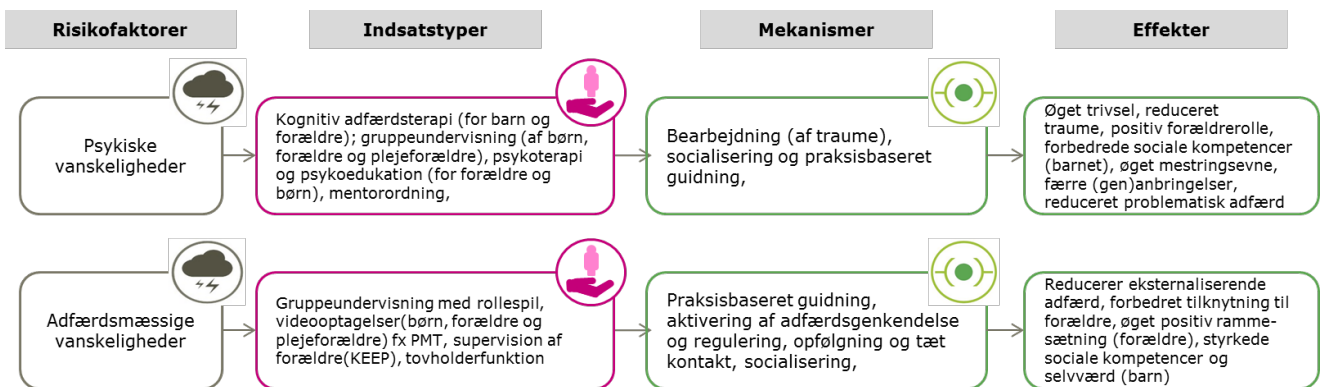 Risikofaktorer
Indsatstyper
Mekanismer
Effekter
Psykiske
vanskeligheder
Kognitiv adfærdsterapi (for barn og
forældre); gruppeundervisning (af børn,
forældre og plejeforældre), psykoterapi
og psykoedukation (for forældre og
børn), mentorordning,
Bearbejdning (af traume),
socialisering og praksisbaseret
guidning,
Øget trivsel, reduceret
traume, positiv forældrerolle,
forbedrede sociale kompetencer
(barnet), øget mestringsevne,
færre (gen)anbringelser,
reduceret problematisk adfærd
Adfærdsmæssige
vanskeligheder
Gruppeundervisning med rollespil,
videooptagelser(børn, forældre og
plejeforældre) fx PMT, supervision af
forældre(KEEP), tovholderfunktion
Praksisbaseret guidning,
aktivering af adfærdsgenkendelse
og regulering, opfølgning og tæt
kontakt, socialisering,
Reducerer eksternaliserende
adfærd, forbedret tilknytning til
forældre, øget positiv ramme-
sætning (forældre), styrkede
sociale kompetencer og
selvværd (barn)